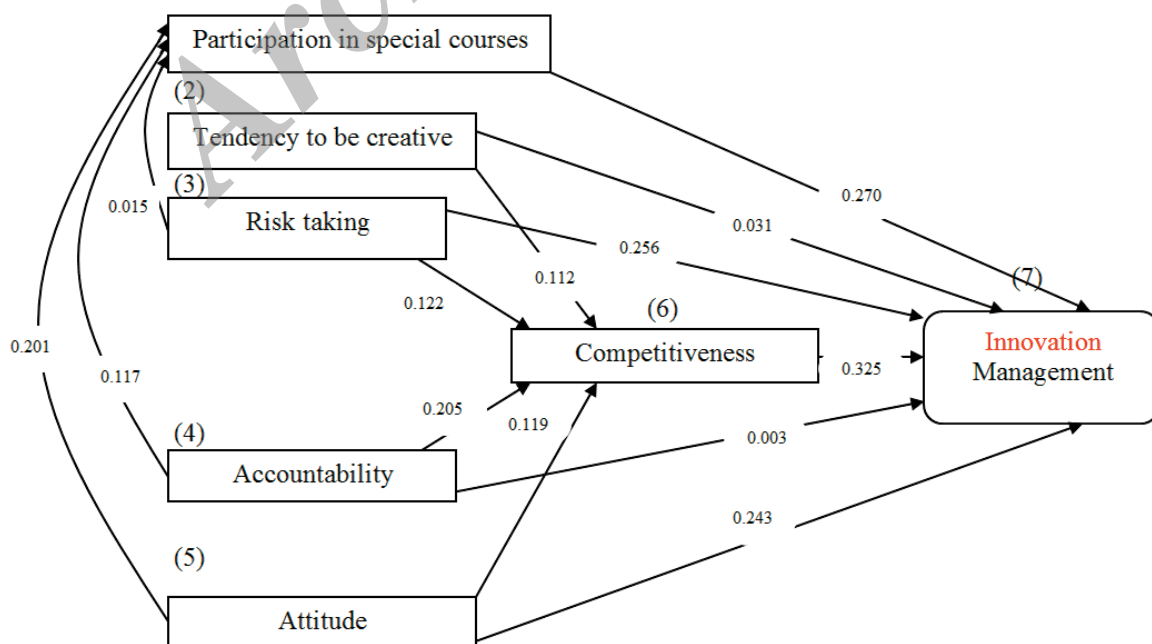 Participation in special courses
(2)
Tendency to be creative
(3)
Risk taking
0.015
0.270
0.031
0.256
(7)
0.112
0.122
(6)
Innovation
Management
Competitiveness
0.201
0.325
0.117
0.205
0.119
0.003
(4)
Accountability
0.243
(5)
Attitude